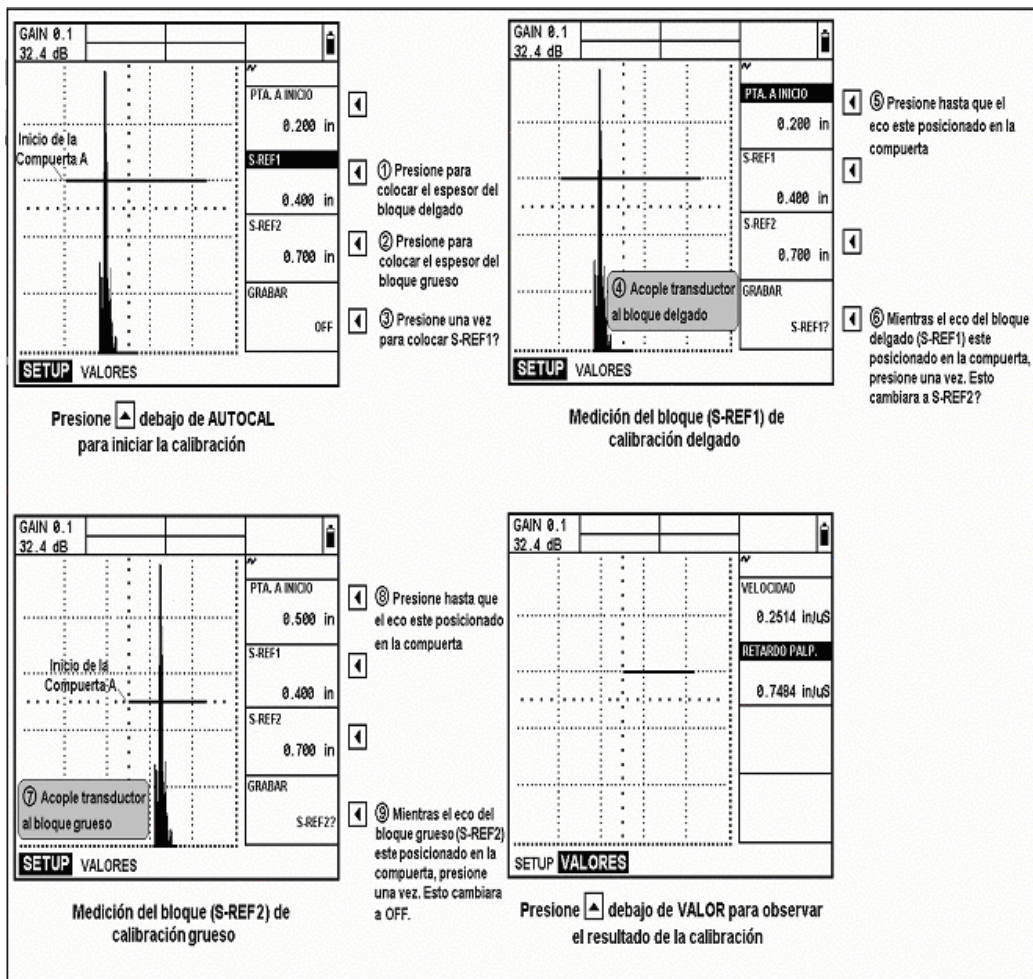 GAIN 0.1
32.4 dB
PTA. A INICIO
0.200 in
Inicio de la
Compuerta A
S-REF1
0.400 in
S-REF2
0.700 in
GRABAR
OFF
SETUP VALORES
① Presione para
colocar el espesor del
bloque delgado
② Presione para
colocar el espesor del
bloque grueso
③ Presione una vez
para colocar S-REF1?
Presione debajo de AUTOCAL
para iniciar la calibración
GAIN 0.1
32.4 dB
PTA. A INICIO
0.200 in
S-REF1
0.400 in
S-REF2
0.700 in
④ Acople transductor
al bloque delgado
GRABAR
S-REF1?
SETUP VALORES
⑤ Presione hasta que el
eco este posicionado en la
compuerta
⑥ Mientras el eco del bloque
delgado (S-REF1) este
posicionado en la compuerta,
presione una vez. Esto
cambiara a S-REF2?
Medición del bloque (S-REF1) de
calibración delgado
GAIN 0.1
32.4 dB
PTA. A INICIO
0.500 in
S-REF1
Inicio de la
Compuerta A
0.400 in
S-REF2
0.700 in
⑦ Acople transductor
al bloque grueso
GRABAR
S-REF2?
SETUP VALORES
⑧ Presione hasta que
el eco este posicionado
en la compuerta
⑨ Mientras el eco del
bloque grueso (S-REF2)
este posicionado en la
compuerta, presione
una vez. Esto cambiara
a OFF.
Medición del bloque (S-REF2) de
calibración grueso
GAIN 0.1
32.4 dB
VELOCIDAD
0.2514 in/uS
RETARDO PALP.
0.7484 in/uS
SETUP VALORES
Presione debajo de VALOR para observar
el resultado de la calibración